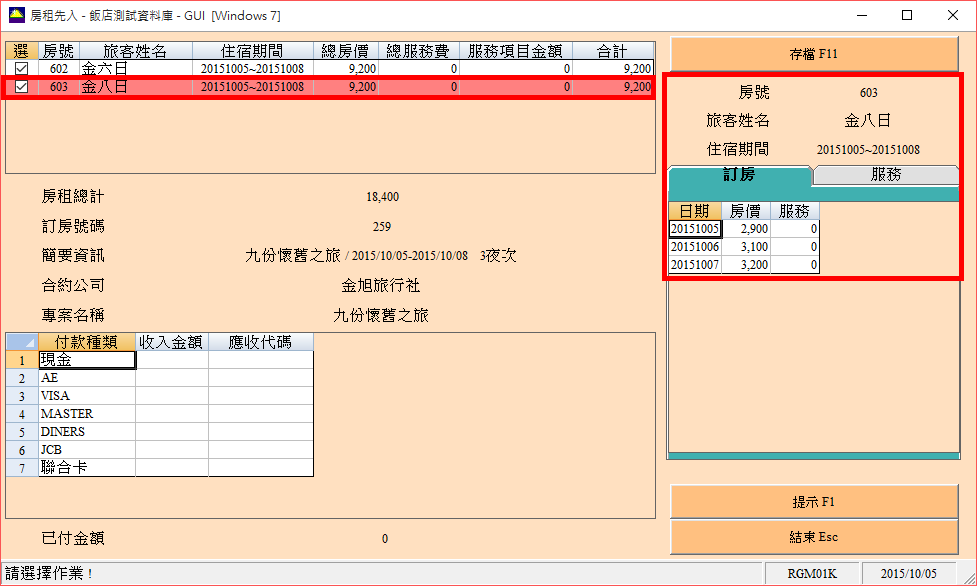 房租先入 - 飯店測試資料庫 - GUI [Windows 7]
選 房號 旅客姓名 住宿期間 總房價 總服務費 服務項目金額 合計
602 金六日 20151005~20151008 9,200 0 0 9,200
603 金八日 20151005~20151008 9,200 0 0 9,200
房租總計 18,400
訂房號碼 259
簡要資訊 九份懷舊之旅 / 2015/10/05-2015/10/08 3夜次
合約公司 金旭旅行社
專案名稱 九份懷舊之旅
付款種類 收入金額 應收代碼
1 現金
2 AE
3 VISA
4 MASTER
5 DINERS
6 JCB
7 聯合卡
已付金額 0
存檔 F11
房號 603
旅客姓名 金八日
住宿期間 20151005~20151008
訂房 服務
日期 房價 服務
20151005 2,900 0
20151006 3,100 0
20151007 3,200 0
提示 F1
結束 Esc
請選擇作業！ RGM01K 2015/10/05